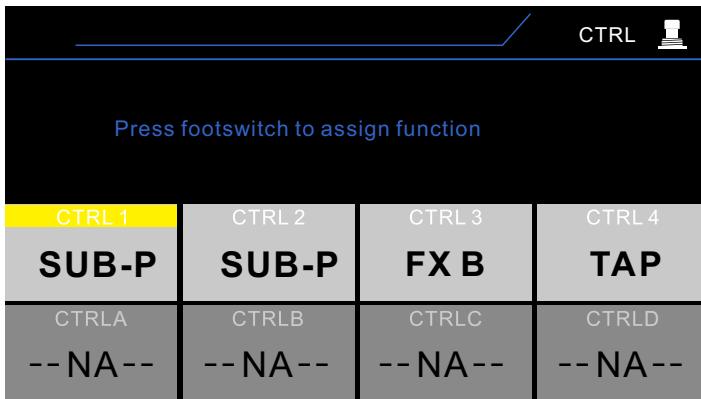 CTRL
Press footswitch to assign function
CTRL 1 CTRL 2 CTRL 3 CTRL 4
SUB-P SUB-P FX B TAP
CTRLA CTRLB CTRLC CTRLD
--NA-- --NA-- --NA-- --NA--